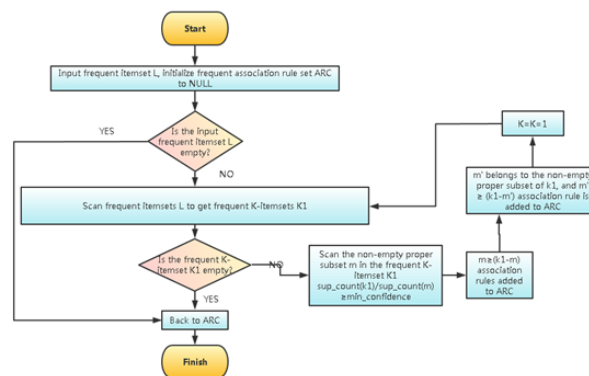 Start
Input frequent itemset L, initialize frequent association rule set ARC
to NULL
YES
Is the input
frequent itemset L
empty?
NO
Scan frequent itemsets L to get frequent K-itemsets K1
Is the frequent K-
itemset K1 empty?
NO
YES
Back to ARC
Finish
Scan the non-empty proper
subset m in the frequent K-
itemset K1
sup_count(k1)/sup_count(m)
≥min_confidence
m≥(k1-m)
association
rules added
to ARC
m' belongs to the non-empty
proper subset of k1, and m'
≥ (k1-m') association rule is
added to ARC
K=K=1